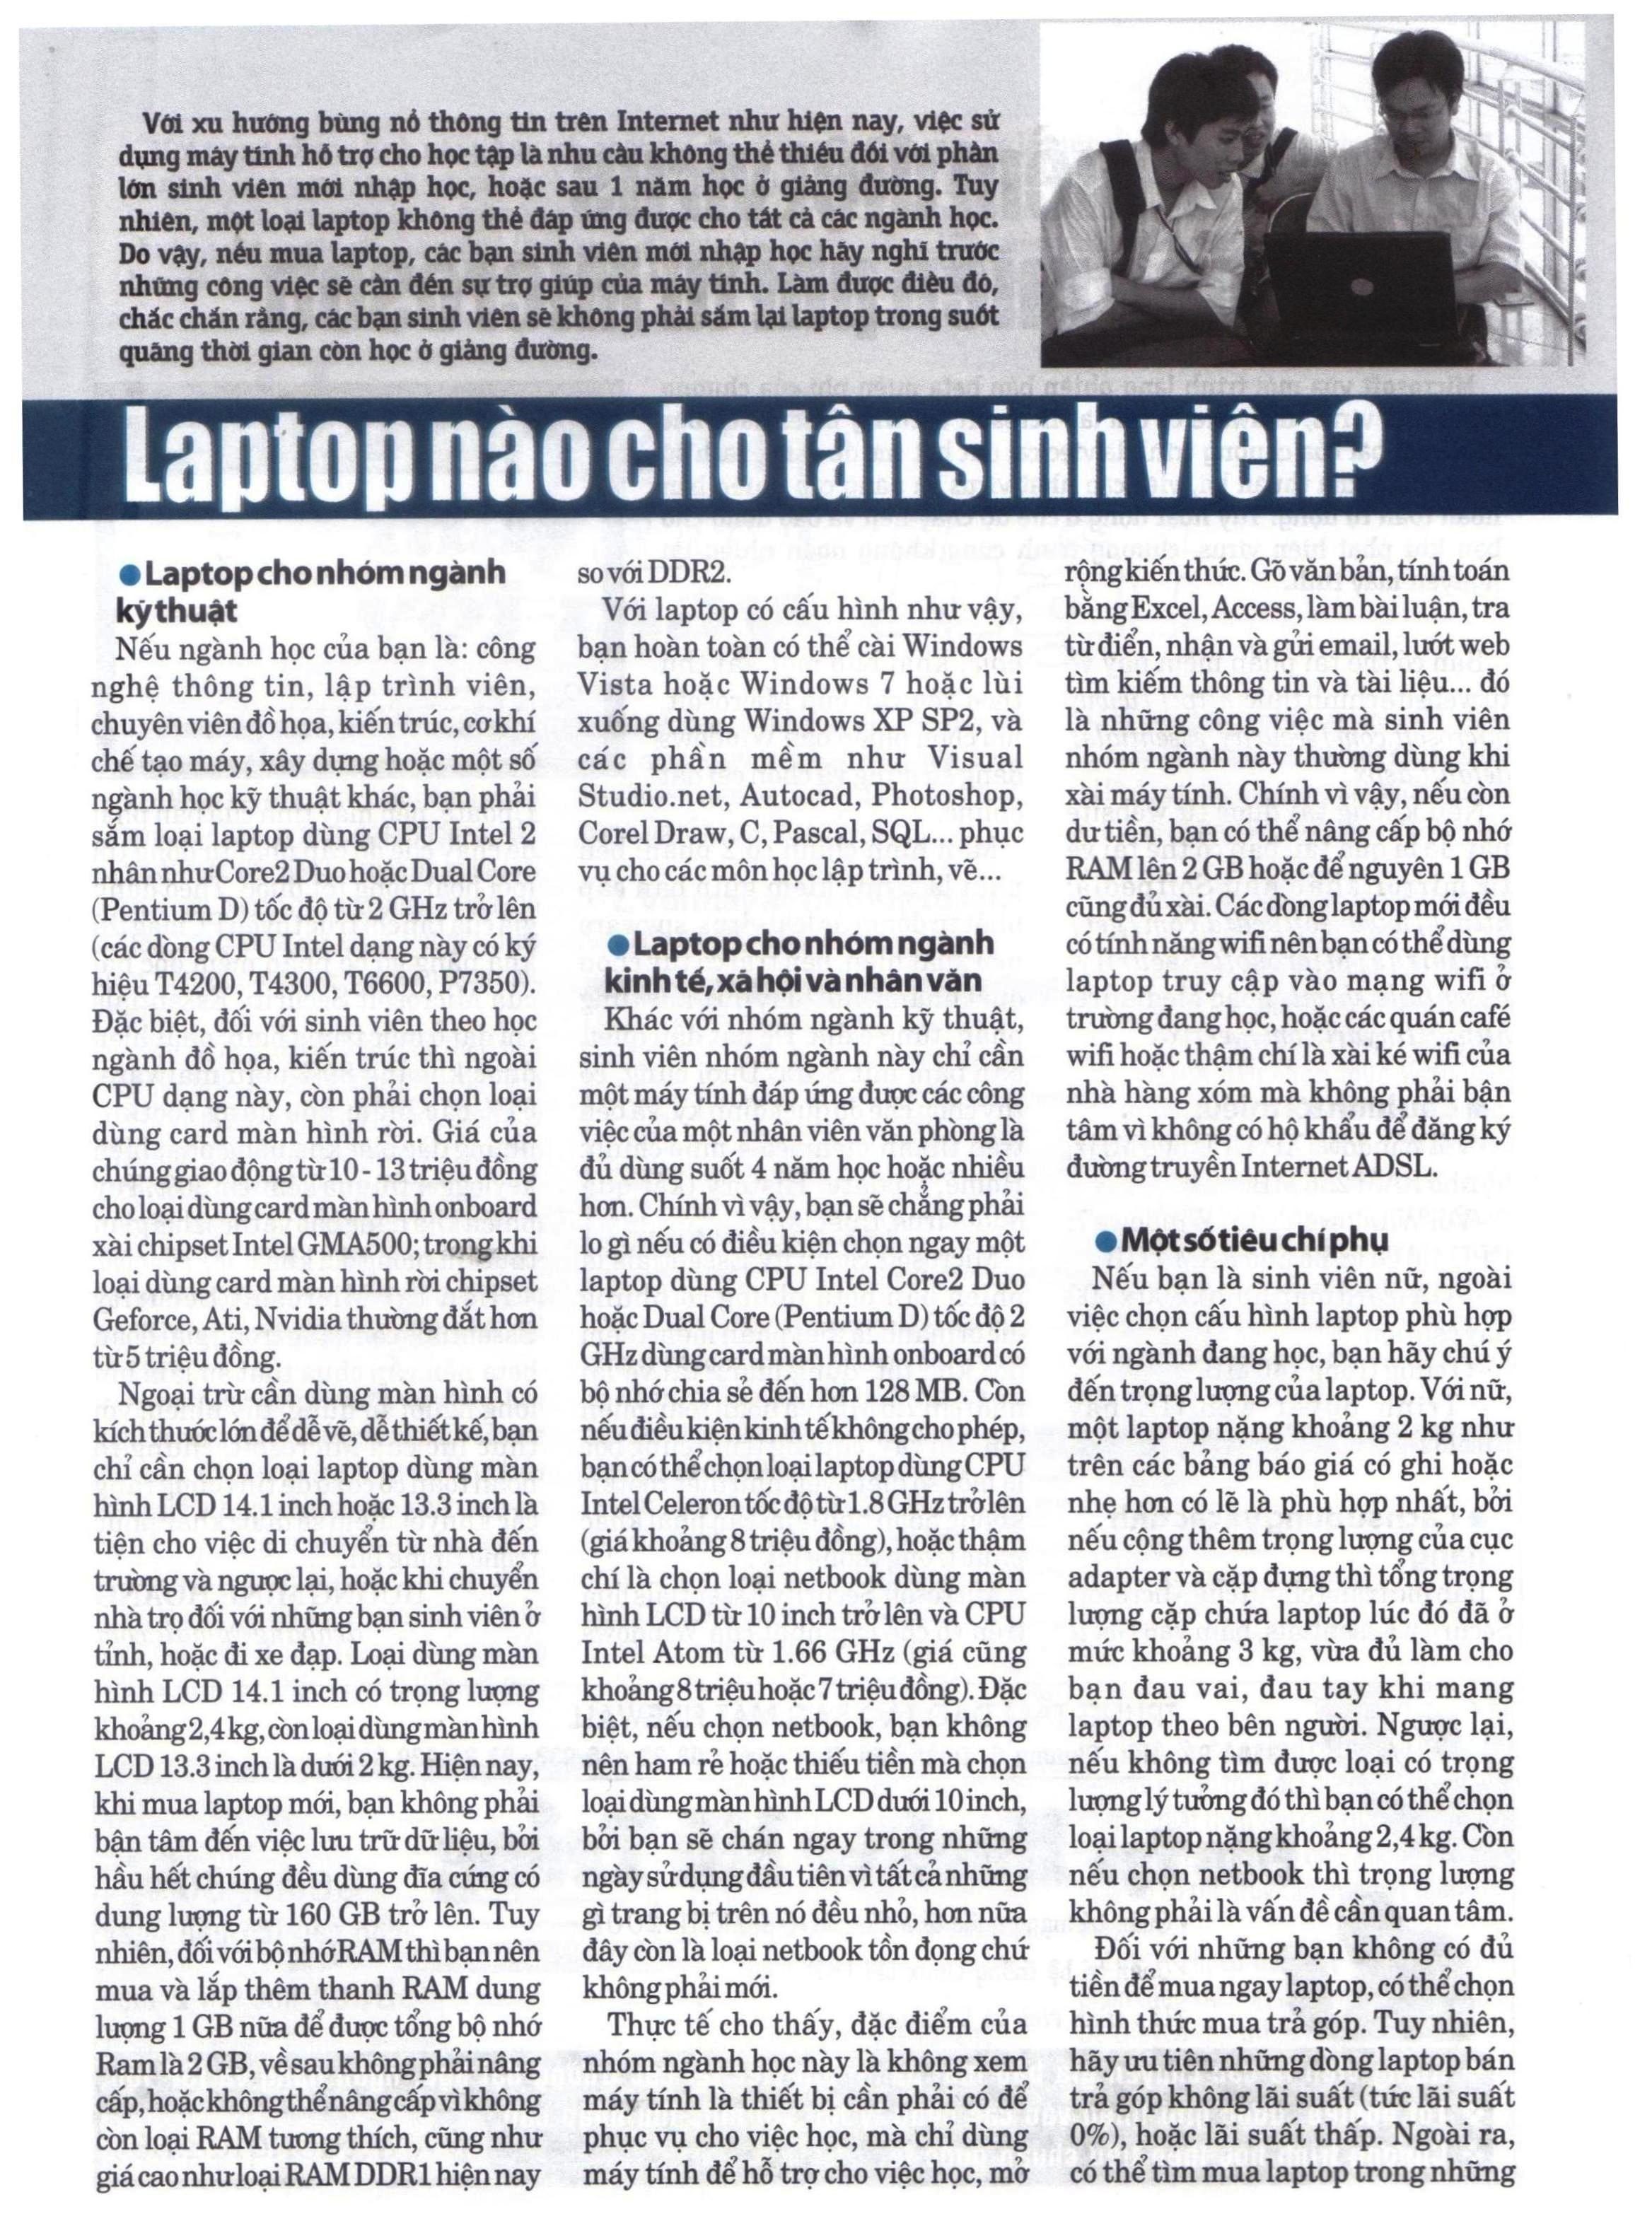 Với xu hướng bùng nổ thông tin trên Internet như hiện nay, việc sử
dụng máy tính hỗ trợ cho học tập là nhu cầu không thể thiếu đối với phần
lớn sinh viên mới nhập học, hoặc sau 1 năm học ở giảng đường. Tuy
nhiên, một loại laptop không thể đáp ứng được cho tất cả các ngành học.
Do vậy, nếu mua laptop, các bạn sinh viên mới nhập học hãy nghĩ trước
những công việc sẽ cần đến sự trợ giúp của máy tính. Làm được điều đó,
chắc chắn rằng, các bạn sinh viên sẽ không phải sắm lại laptop trong suốt
quãng thời gian còn học ở giảng đường.
Laptop nào cho tân sinh viên?
● Laptop cho nhóm ngành
kỹ thuật
Nếu ngành học của bạn là: công
nghệ thông tin, lập trình viên,
chuyên viên đồ họa, kiến trúc, cơ khí
chế tạo máy, xây dựng hoặc một số
ngành học kỹ thuật khác, bạn phải
sắm loại laptop dùng CPU Intel 2
nhân như Core2 Duo hoặc Dual Core
(Pentium D) tốc độ từ 2 GHz trở lên
(các dòng CPU Intel dạng này có ký
hiệu T4200, T4300, T6600, P7350).
Đặc biệt, đối với sinh viên theo học
ngành đồ họa, kiến trúc thì ngoài
CPU dạng này, còn phải chọn loại
dùng card màn hình rời. Giá của
chúng giao động từ 10 - 13 triệu đồng
cho loại dùng card màn hình onboard
xài chipset Intel GMA500; trong khi
loại dùng card màn hình rời chipset
Geforce, Ati, Nvidia thường đắt hơn
từ 5 triệu đồng.
Ngoại trừ cần dùng màn hình có
kích thước lớn để dễ vẽ, dễ thiết kế, bạn
chỉ cần chọn loại laptop dùng màn
hình LCD 14.1 inch hoặc 13.3 inch là
tiện cho việc di chuyển từ nhà đến
trường và ngược lại, hoặc khi chuyển
nhà trọ đối với những bạn sinh viên ở
tỉnh, hoặc đi xe đạp. Loại dùng màn
hình LCD 14.1 inch có trọng lượng
khoảng 2,4 kg, còn loại dùng màn hình
LCD 13.3 inch là dưới 2 kg. Hiện nay,
khi mua laptop mới, bạn không phải
bận tâm đến việc lưu trữ dữ liệu, bởi
hầu hết chúng đều dùng đĩa cứng có
dung lượng từ 160 GB trở lên. Tuy
nhiên, đối với bộ nhớ RAM thì bạn nên
mua và lắp thêm thanh RAM dung
lượng 1 GB nữa để được tổng bộ nhớ
Ram là 2 GB, về sau không phải nâng
cấp, hoặc không thể nâng cấp vì không
còn loại RAM tương thích, cũng như
giá cao như loại RAM DDR1 hiện nay
so với DDR2.
Với laptop có cấu hình như vậy,
bạn hoàn toàn có thể cài Windows
Vista hoặc Windows 7 hoặc lùi
xuống dùng Windows XP SP2, và
các phần mềm như Visual
Studio.net, Autocad, Photoshop,
Corel Draw, C, Pascal, SQL... phục
vụ cho các môn học lập trình, vẽ...
● Laptop cho nhóm ngành
kinh tế, xã hội và nhân văn
Khác với nhóm ngành kỹ thuật,
sinh viên nhóm ngành này chỉ cần
một máy tính đáp ứng được các công
việc của một nhân viên văn phòng là
đủ dùng suốt 4 năm học hoặc nhiều
hơn. Chính vì vậy, bạn sẽ chẳng phải
lo gì nếu có điều kiện chọn ngay một
laptop dùng CPU Intel Core2 Duo
hoặc Dual Core (Pentium D) tốc độ 2
GHz dùng card màn hình onboard có
bộ nhớ chia sẻ đến hơn 128 MB. Còn
nếu điều kiện kinh tế không cho phép,
bạn có thể chọn loại laptop dùng CPU
Intel Celeron tốc độ từ 1.8 GHz trở lên
(giá khoảng 8 triệu đồng), hoặc thậm
chí là chọn loại netbook dùng màn
hình LCD từ 10 inch trở lên và CPU
Intel Atom từ 1.66 GHz (giá cũng
khoảng 8 triệu hoặc 7 triệu đồng). Đặc
biệt, nếu chọn netbook, bạn không
nên ham rẻ hoặc thiếu tiền mà chọn
loại dùng màn hình LCD dưới 10 inch,
bởi bạn sẽ chán ngay trong những
ngày sử dụng đầu tiên vì tất cả những
gì trang bị trên nó đều nhỏ, hơn nữa
đây còn là loại netbook tồn đọng chứ
không phải mới.
Thực tế cho thấy, đặc điểm của
nhóm ngành học này là không xem
máy tính là thiết bị cần phải có để
phục vụ cho việc học, mà chỉ dùng
máy tính để hỗ trợ cho việc học, mở
rộng kiến thức. Gõ văn bản, tính toán
bằng Excel, Access, làm bài luận, tra
từ điển, nhận và gửi email, lướt web
tìm kiếm thông tin và tài liệu... đó
là những công việc mà sinh viên
nhóm ngành này thường dùng khi
xài máy tính. Chính vì vậy, nếu còn
dư tiền, bạn có thể nâng cấp bộ nhớ
RAM lên 2 GB hoặc để nguyên 1 GB
cũng đủ xài. Các dòng laptop mới đều
có tính năng wifi nên bạn có thể dùng
laptop truy cập vào mạng wifi ở
trường đang học, hoặc các quán café
wifi hoặc thậm chí là xài ké wifi của
nhà hàng xóm mà không phải bận
tâm vì không có hộ khẩu để đăng ký
đường truyền Internet ADSL.
● Một số tiêu chí phụ
Nếu bạn là sinh viên nữ, ngoài
việc chọn cấu hình laptop phù hợp
với ngành đang học, bạn hãy chú ý
đến trọng lượng của laptop. Với nữ,
một laptop nặng khoảng 2 kg như
trên các bảng báo giá có ghi hoặc
nhẹ hơn có lẽ là phù hợp nhất, bởi
nếu cộng thêm trọng lượng của cục
adapter và cặp đựng thì tổng trọng
lượng cặp chứa laptop lúc đó đã ở
mức khoảng 3 kg, vừa đủ làm cho
bạn đau vai, đau tay khi mang
laptop theo bên người. Ngược lại,
nếu không tìm được loại có trọng
lượng lý tưởng đó thì bạn có thể chọn
loại laptop nặng khoảng 2,4 kg. Còn
nếu chọn netbook thì trọng lượng
không phải là vấn đề cần quan tâm.
Đối với những bạn không có đủ
tiền để mua ngay laptop, có thể chọn
hình thức mua trả góp. Tuy nhiên,
hãy ưu tiên những dòng laptop bán
trả góp không lãi suất (tức lãi suất
0%), hoặc lãi suất thấp. Ngoài ra,
có thể tìm mua laptop trong những